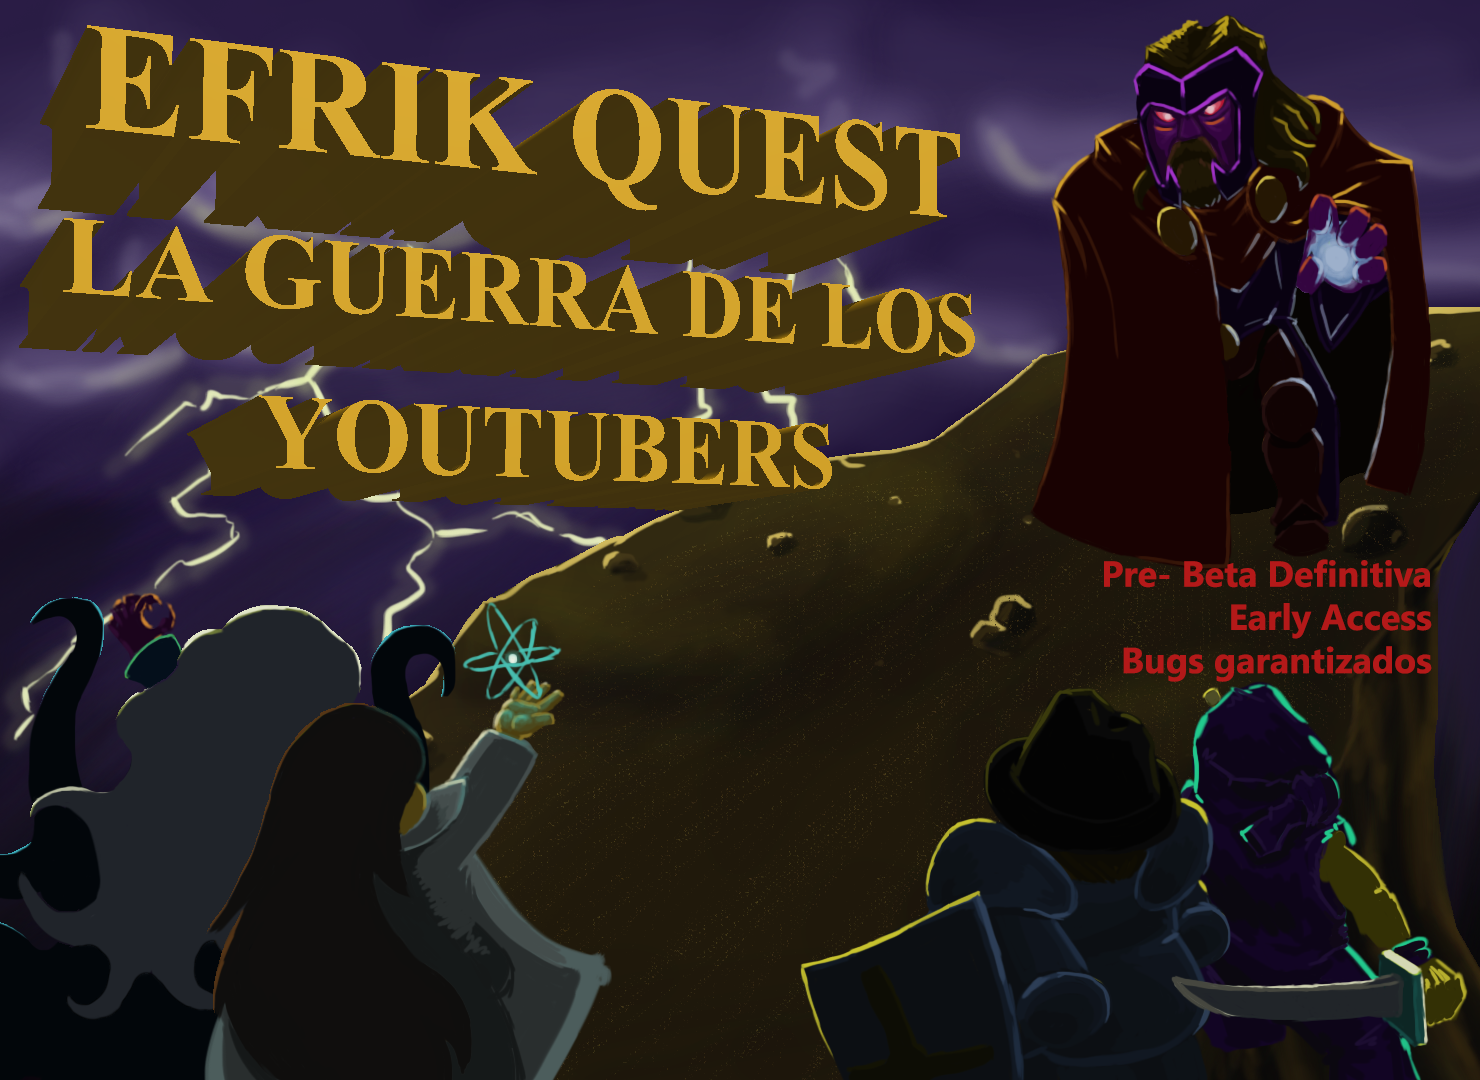 EFRIK QUEST
LA GUERRA DE LOS
YOUTUBERS
Pre- Beta Definitiva
Early Access
Bugs garantizados